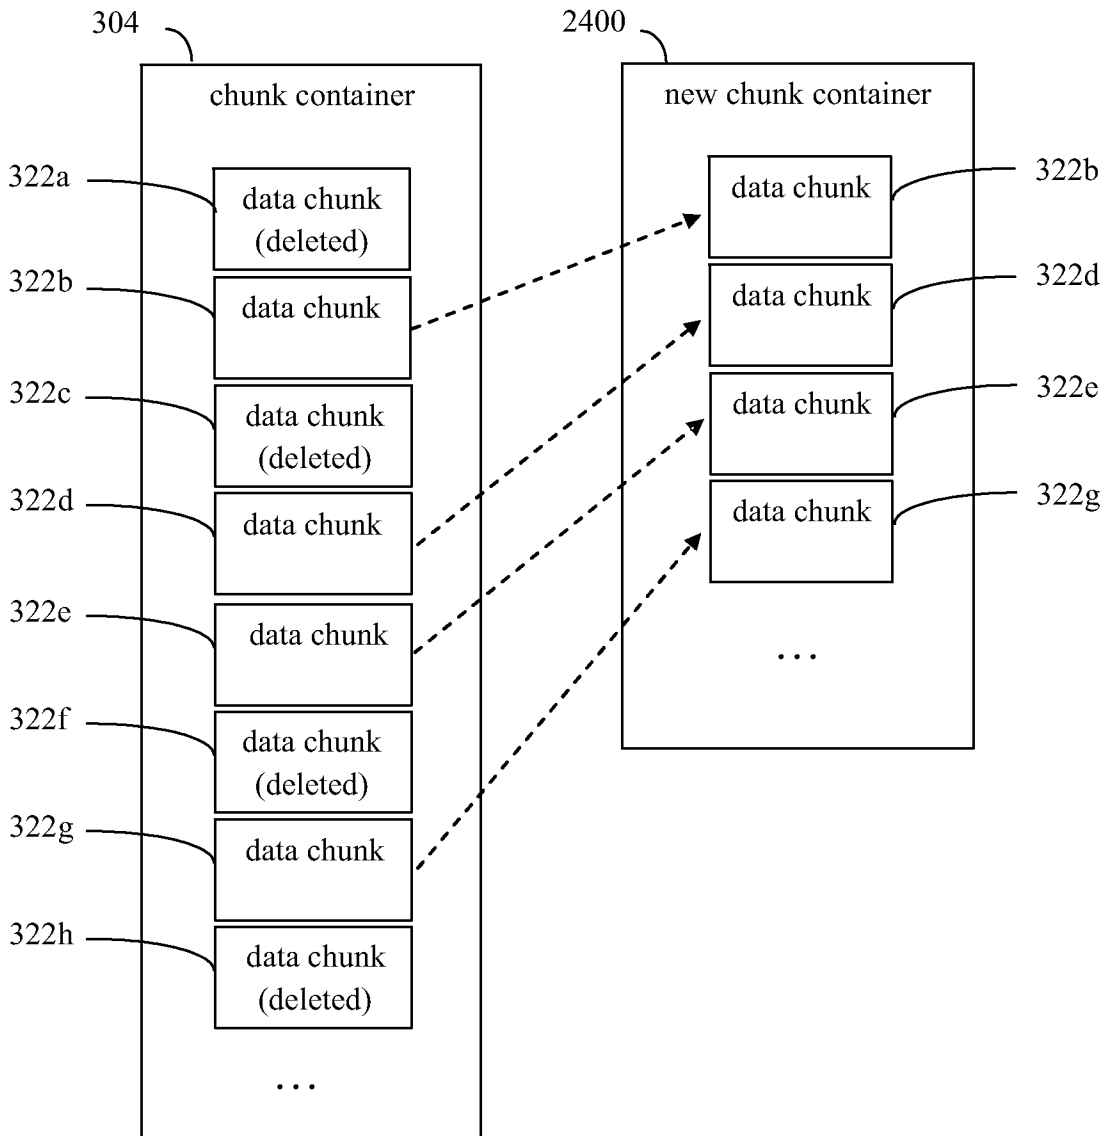 304
2400
chunk container
new chunk container
322a
data chunk
(deleted)
322b
data chunk
322c
data chunk
(deleted)
322d
data chunk
322e
data chunk
322f
data chunk
(deleted)
322g
data chunk
322h
data chunk
(deleted)
...
data chunk
322b
data chunk
322d
data chunk
322e
data chunk
322g
...